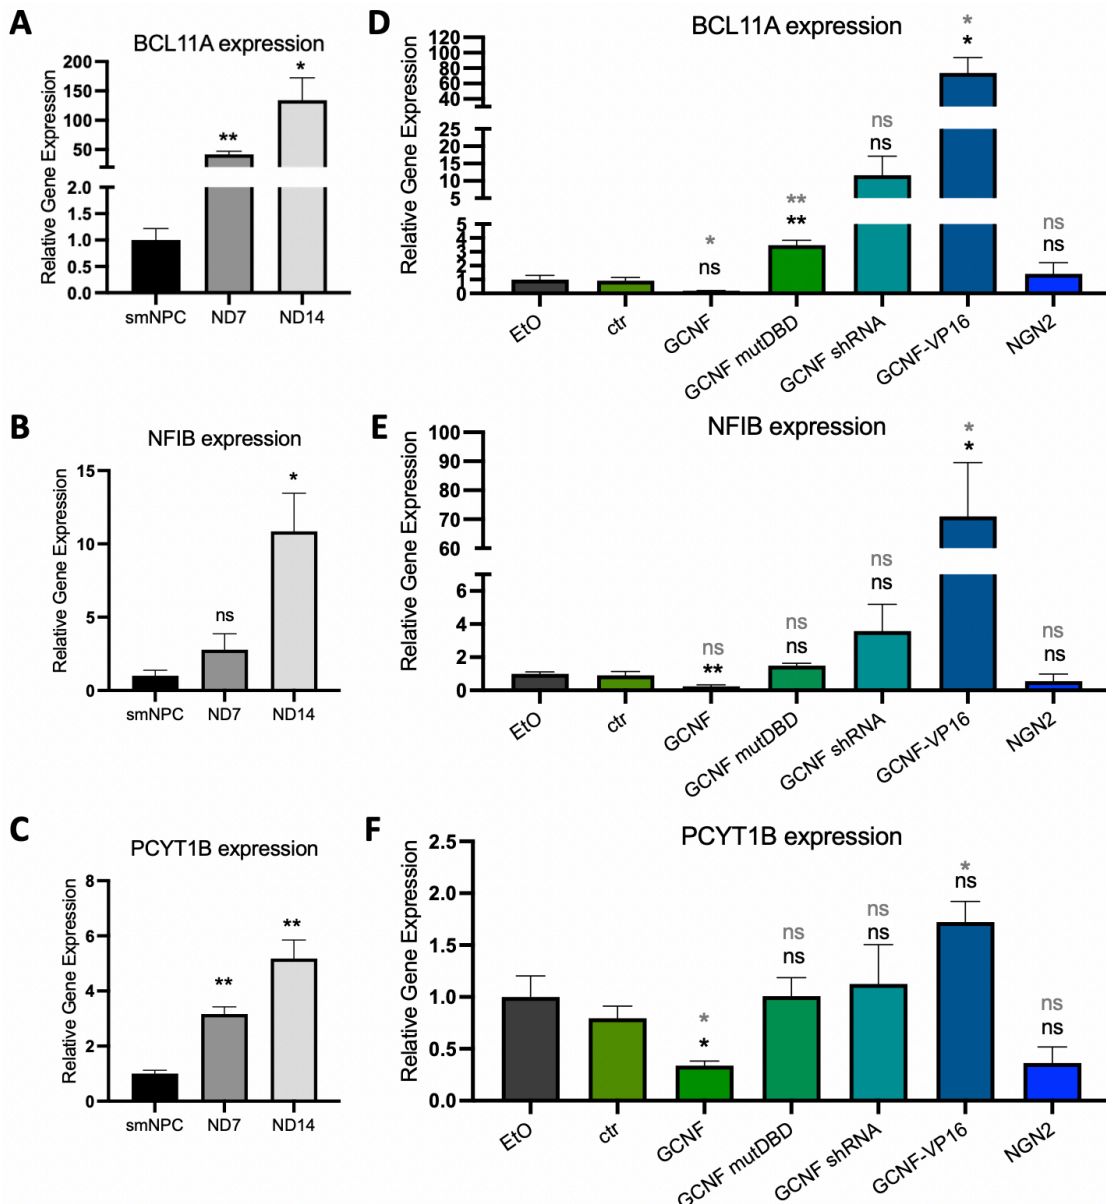 A
BCL11A expression
Relative Gene Expression
200
150
100
50
2.0
1.5
1.0
0.5
0.0
**
*
smNPC ND7 ND14
D
BCL11A expression
Relative Gene Expression
120
100
80
60
40
25
20
15
10
5
5
4
3
2
1
0
*
ns
**
**
ns
ns
*
*
ns
ns
EtO ctr GCNF GCNF mutDBD GCNF shRNA GCNF-VP16 NGN2
B
NFIB expression
Relative Gene Expression
15
10
5
0
ns
*
smNPC ND7 ND14
E
NFIB expression
Relative Gene Expression
100
90
80
70
60
6
4
2
0
ns
**
ns
ns
ns
ns
*
*
ns
ns
EtO ctr GCNF GCNF mutDBD GCNF shRNA GCNF-VP16 NGN2
C
PCYT1B expression
Relative Gene Expression
8
6
4
2
0
**
**
smNPC ND7 ND14
F
PCYT1B expression
Relative Gene Expression
2.5
2.0
1.5
1.0
0.5
0.0
*
*
ns
ns
ns
ns
*
ns
ns
ns
EtO ctr GCNF GCNF mutDBD GCNF shRNA GCNF-VP16 NGN2